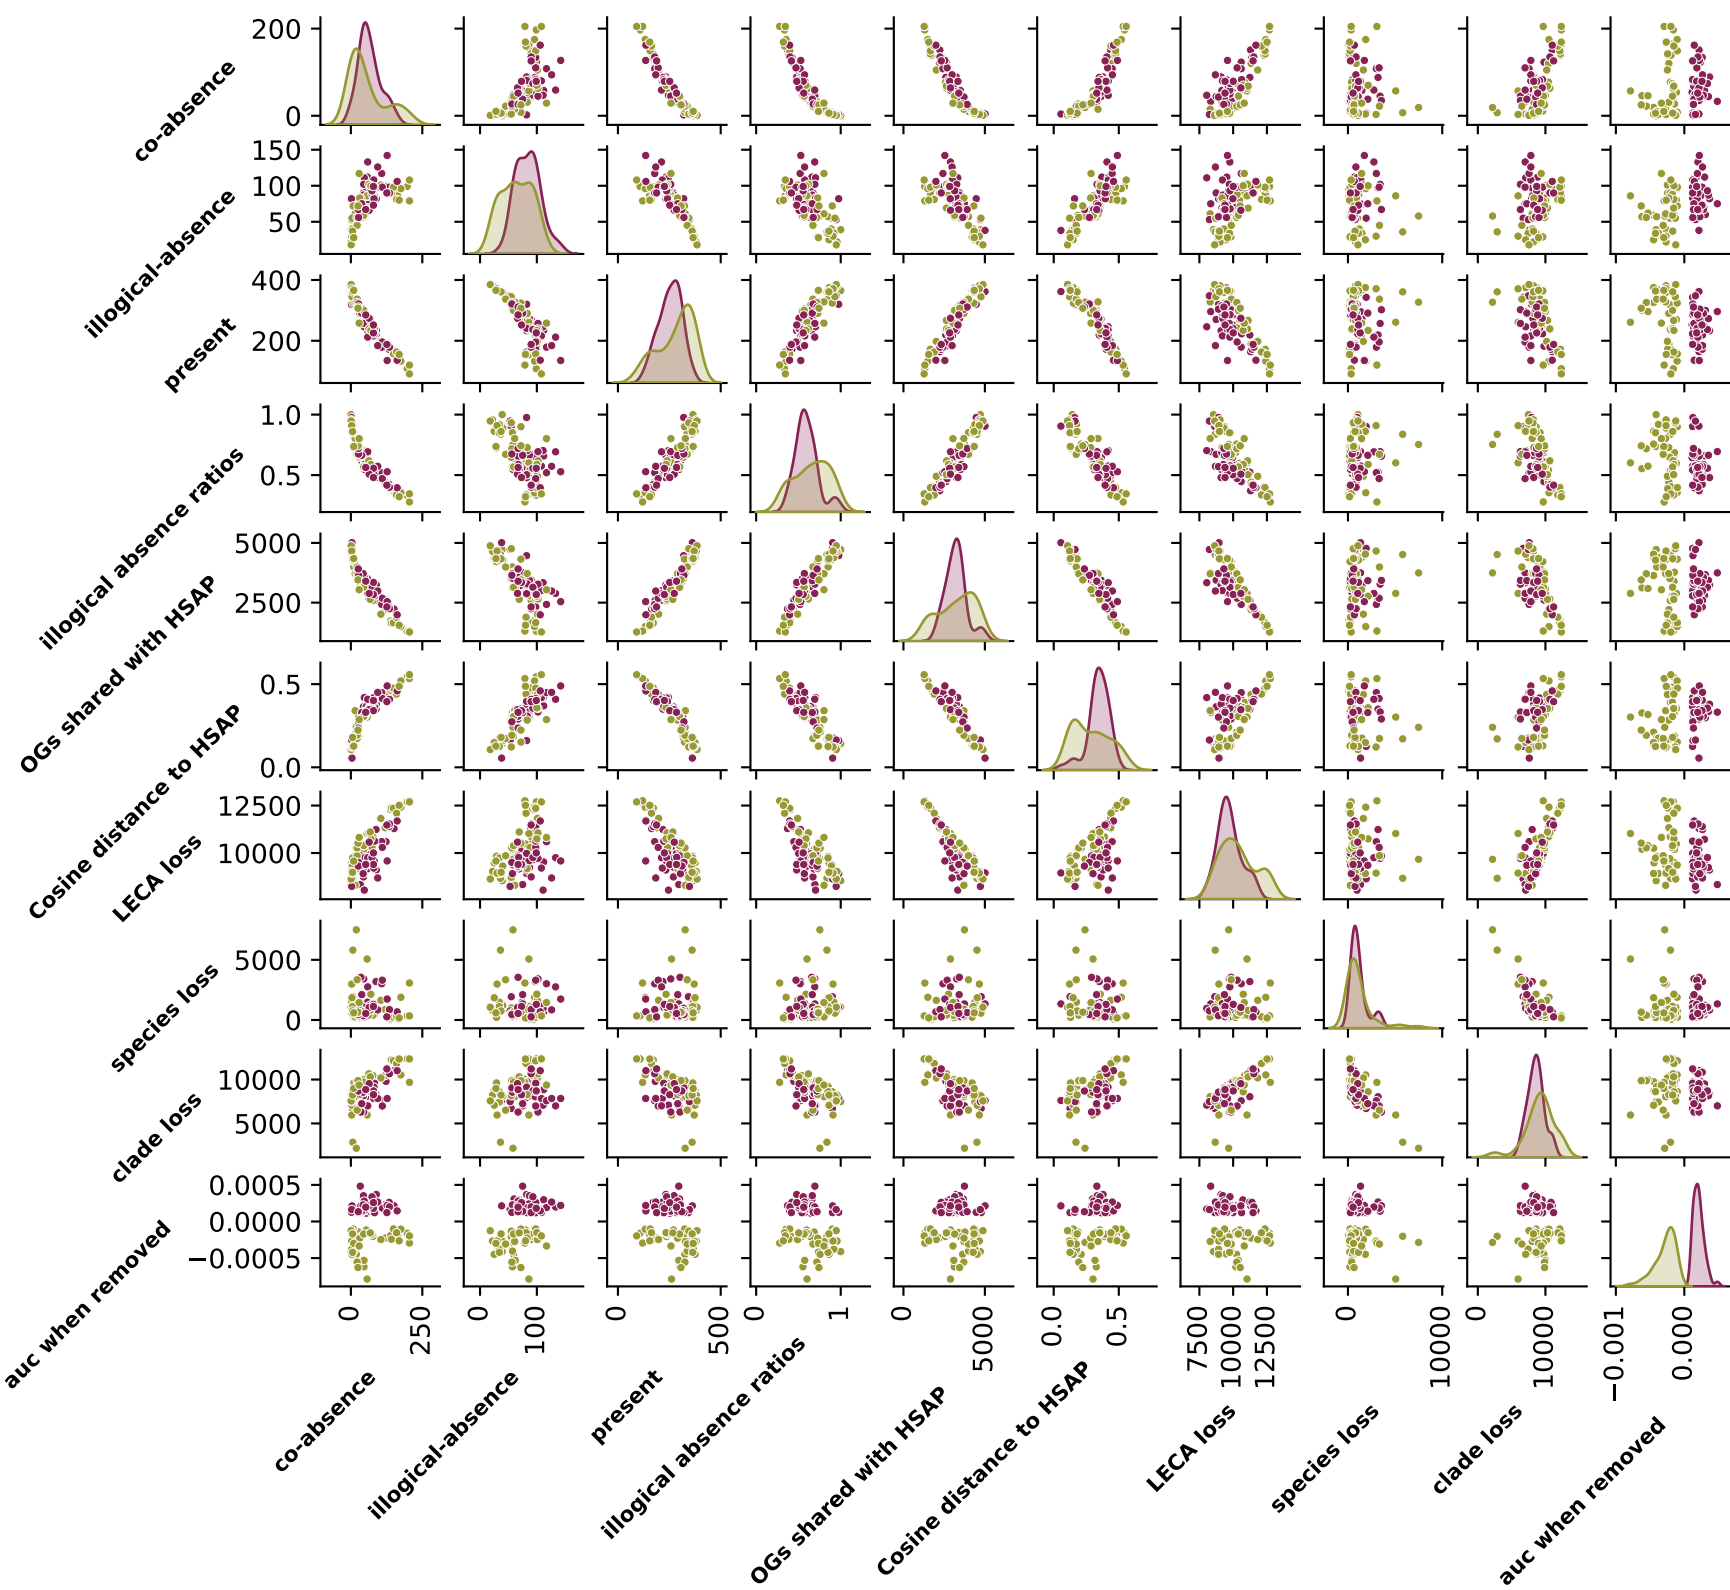 200
0
co-absence
150
100
50
illogical-absence
400
200
present
1.0
0.5
illogical absence ratios
5000
2500
OGs shared with HSAP
0.5
0.0
Cosine distance to HSAP
12500
10000
LECA loss
5000
0
species loss
10000
5000
clade loss
0.0005
0.0000
−0.0005
auc when removed
0
250
0
100
0
500
0
1
0
5000
0.0
0.5
7500
10000
12500
0
10000
0
10000
−0.001
0.000
co-absence
illogical-absence
present
illogical absence ratios
OGs shared with HSAP
Cosine distance to HSAP
LECA loss
species loss
clade loss
auc when removed